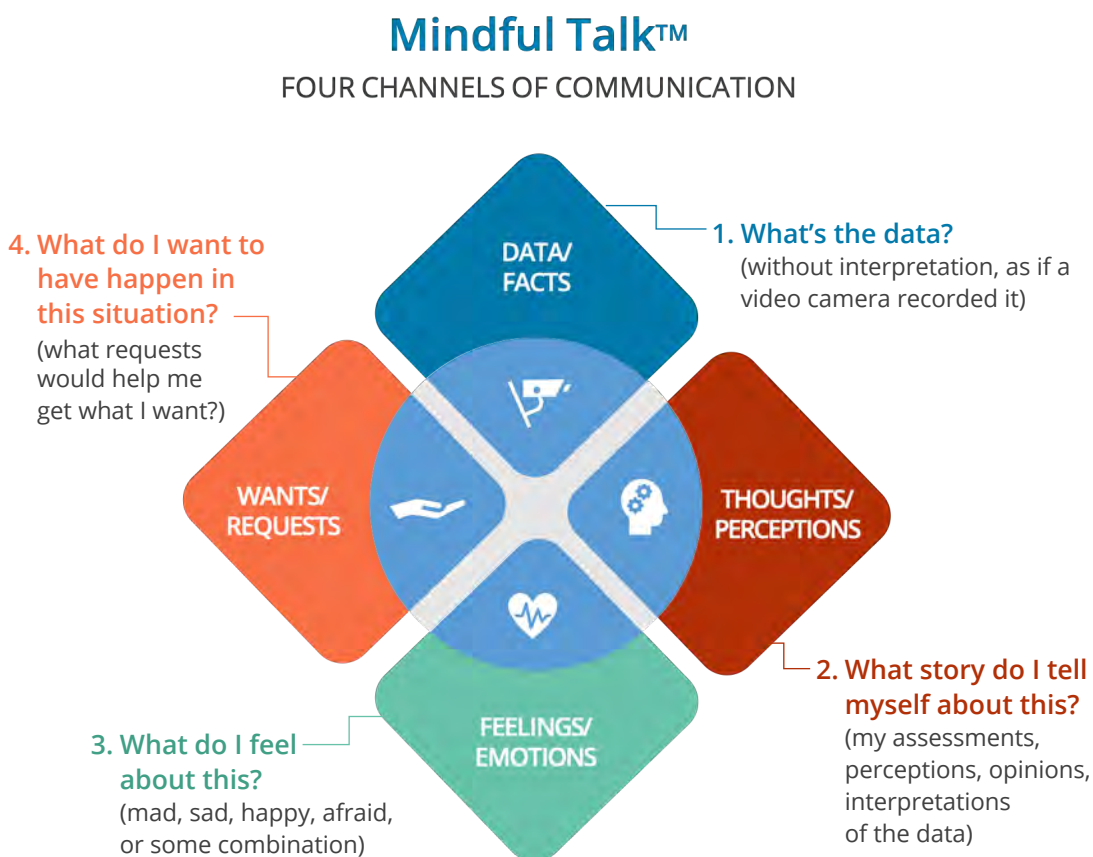 Mindful Talk™
FOUR CHANNELS OF COMMUNICATION
DATA/
FACTS
1. What's the data?
(without interpretation, as if a
video camera recorded it)
THOUGHTS/
PERCEPTIONS
2. What story do I tell
myself about this?
(my assessments,
perceptions, opinions,
interpretations
of the data)
FEELINGS/
EMOTIONS
3. What do I feel
about this?
(mad, sad, happy, afraid,
or some combination)
WANTS/
REQUESTS
4. What do I want to
have happen in
this situation?
(what requests
would help me
get what I want?)